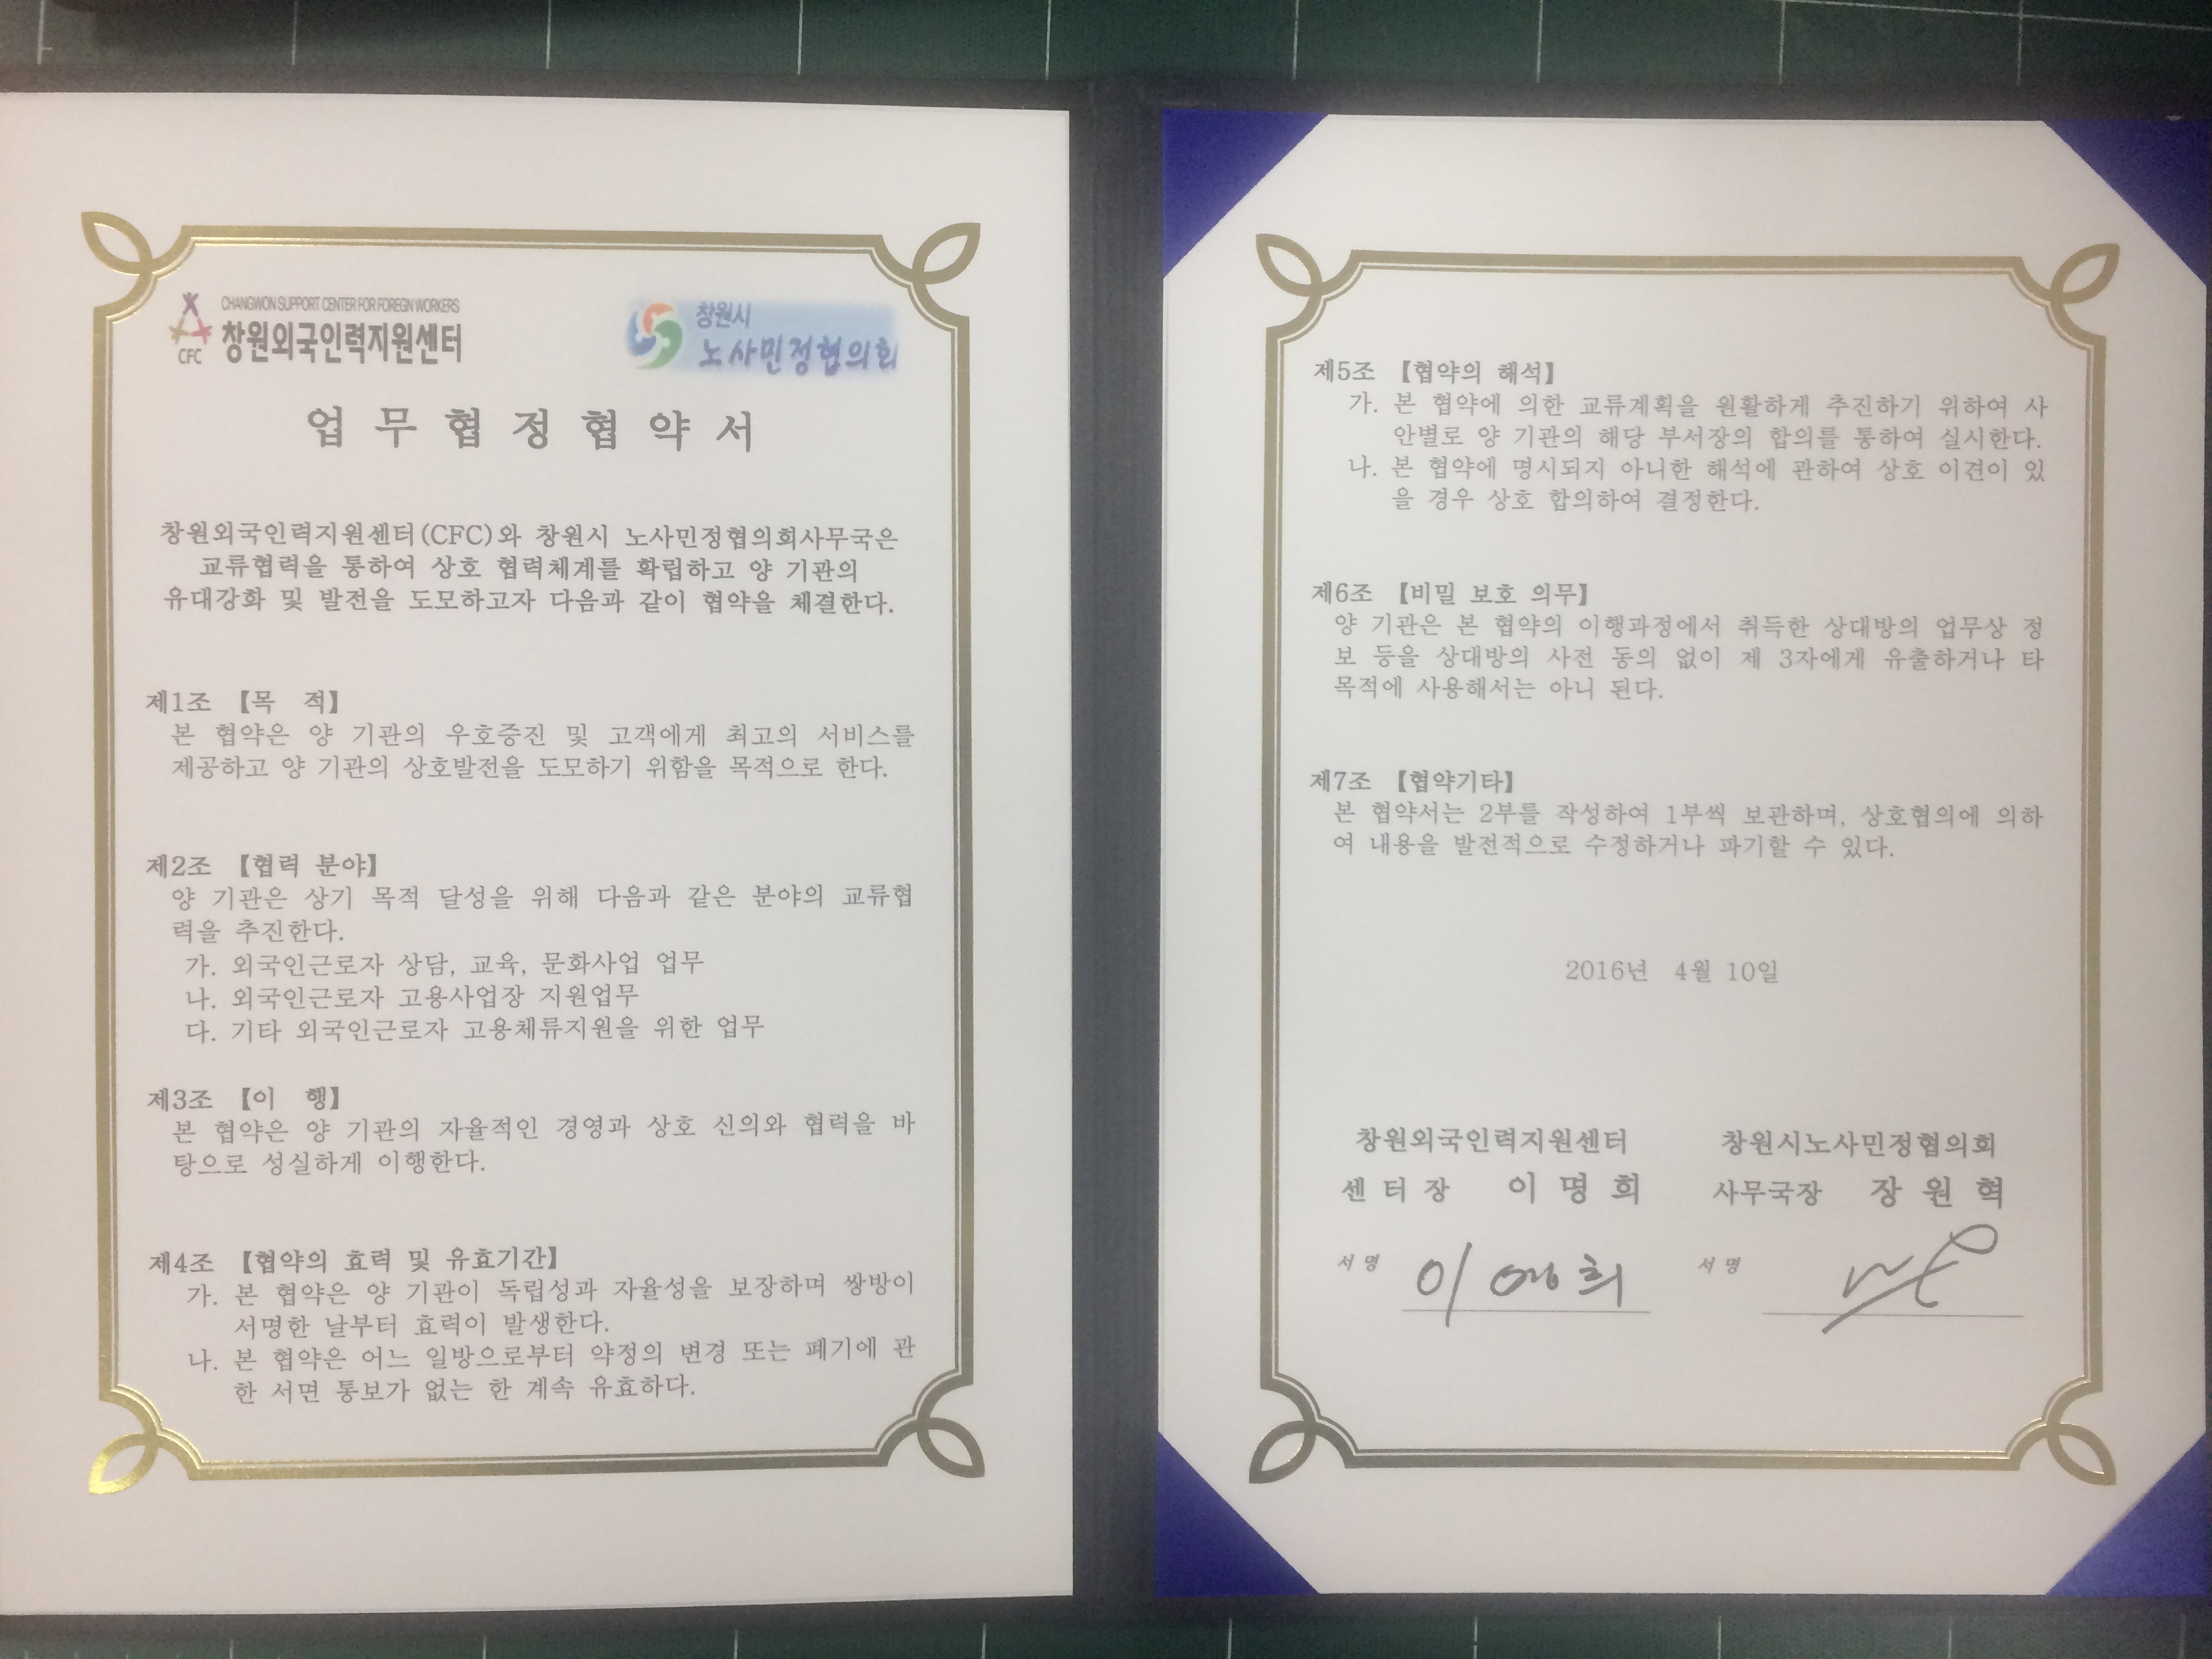 CHANGWON SUPPORT CENTER FOR FOREGN WORKERS
CFC
창원외국인력지원센터
창원시
노사민정협의회
업 무 협 정 협 약 서
창원외국인력지원센터(CFC)와 창원시 노사민정협의회사무국은
교류협력을 통하여 상호 협력체계를 확립하고 양 기관의
유대강화 및 발전을 도모하고자 다음과 같이 협약을 체결한다.
제1조 【목 적】
본 협약은 양 기관의 우호증진 및 고객에게 최고의 서비스를
제공하고 양 기관의 상호발전을 도모하기 위함을 목적으로 한다.
제2조 【협력 분야】
양 기관은 상기 목적 달성을 위해 다음과 같은 분야의 교류협
력을 추진한다.
가. 외국인근로자 상담, 교육, 문화사업 업무
나. 외국인근로자 고용사업장 지원업무
다. 기타 외국인근로자 고용체류지원을 위한 업무
제3조 【이 행】
본 협약은 양 기관의 자율적인 경영과 상호 신의와 협력을 바
탕으로 성실하게 이행한다.
제4조 【협약의 효력 및 유효기간】
가. 본 협약은 양 기관이 독립성과 자율성을 보장하며 쌍방이
서명한 날부터 효력이 발생한다.
나. 본 협약은 어느 일방으로부터 약정의 변경 또는 폐기에 관
한 서면 통보가 없는 한 계속 유효하다.
제5조 【협약의 해석】
가. 본 협약에 의한 교류계획을 원활하게 추진하기 위하여 사
안별로 양 기관의 해당 부서장의 합의를 통하여 실시한다.
나. 본 협약에 명시되지 아니한 해석에 관하여 상호 이견이 있
을 경우 상호 합의하여 결정한다.
제6조 【비밀 보호 의무】
양 기관은 본 협약의 이행과정에서 취득한 상대방의 업무상 정
보 등을 상대방의 사전 동의 없이 제 3자에게 유출하거나 타
목적에 사용해서는 아니 된다.
제7조 【협약기타】
본 협약서는 2부를 작성하여 1부씩 보관하며, 상호협의에 의하
여 내용을 발전적으로 수정하거나 파기할 수 있다.
2016년 4월 10일
창원외국인력지원센터 창원시노사민정협의회
센 터 장 이 명 희 사무국장 장 원 혁
서 명 이 명 희 서 명